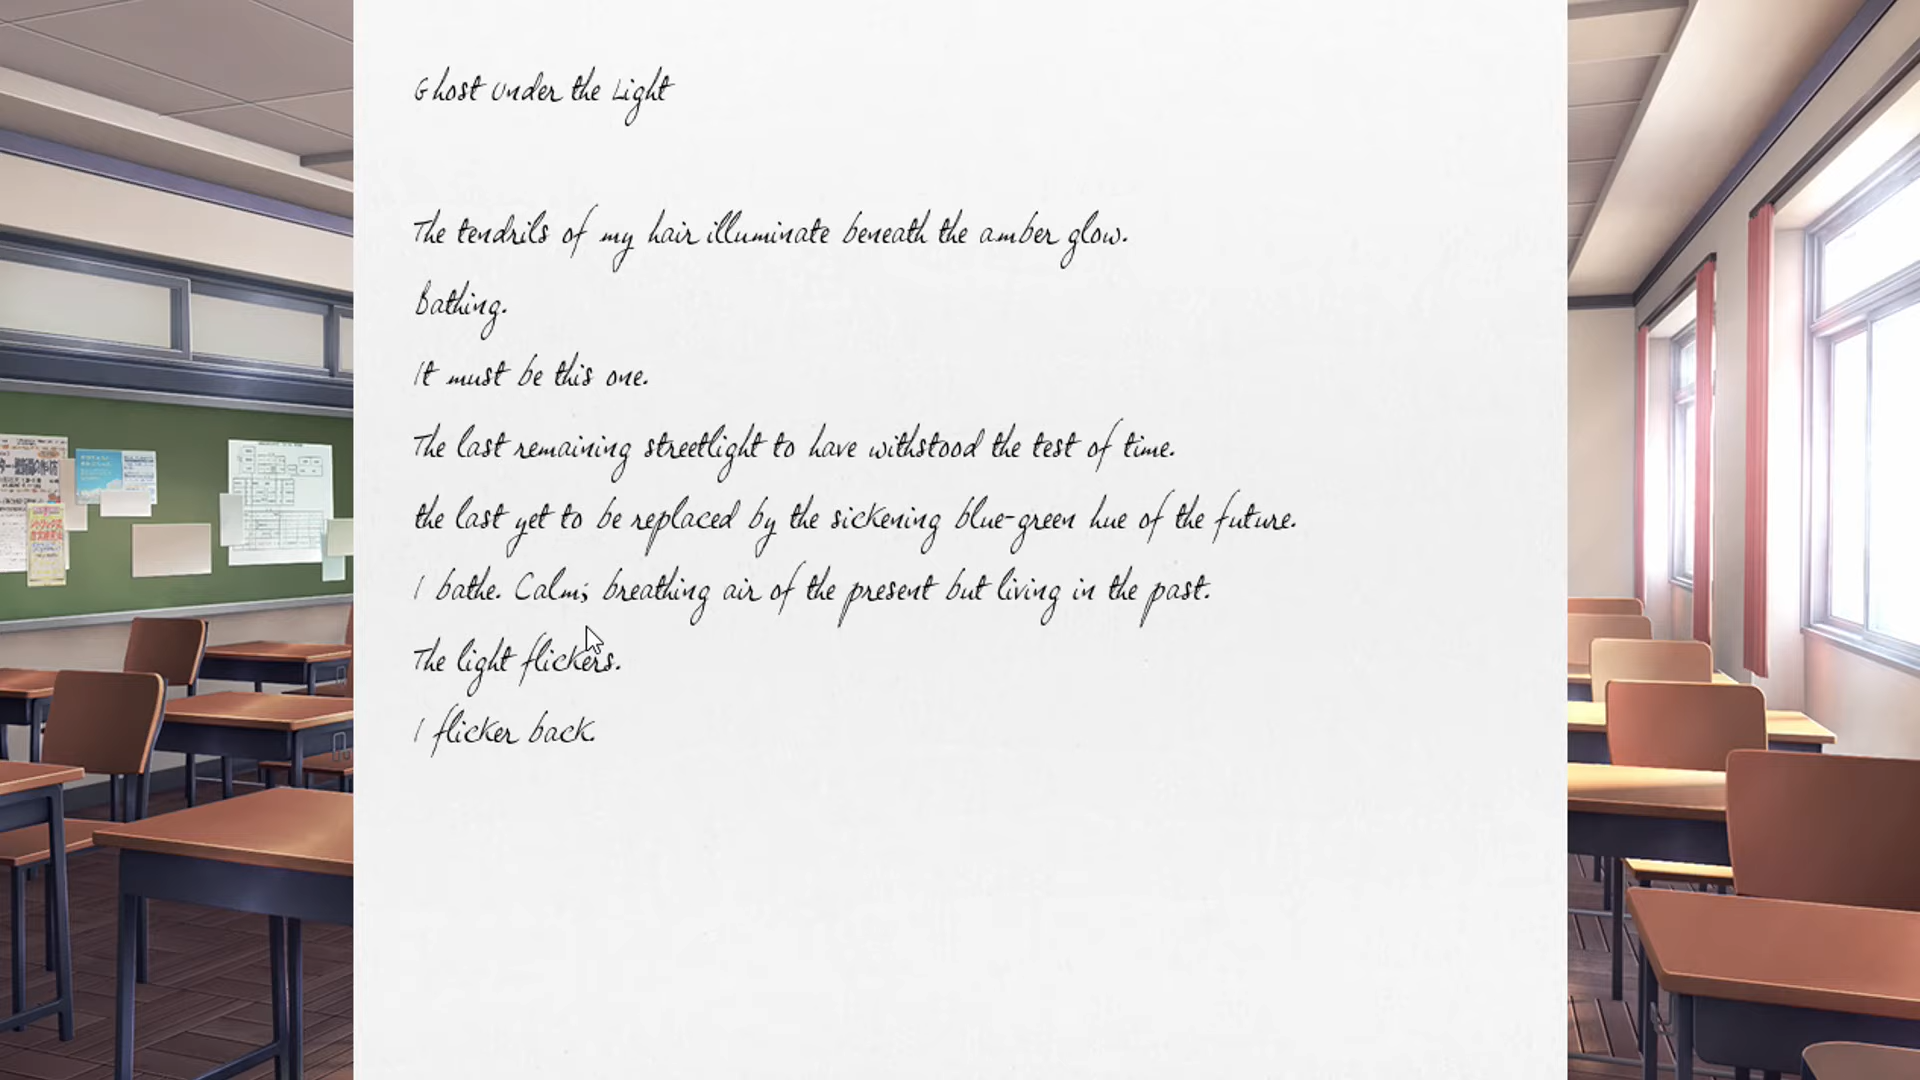 Ghost Under the Light
The tendrils of my hair illuminate beneath the amber glow.
Bathing.
It must be this one.
The last remaining streetlight to have withstood the test of time.
the last yet to be replaced by the sickening blue-green hue of the future.
I bathe. Calm; breathing air of the present but living in the past.
The light flickers.
I flicker back.